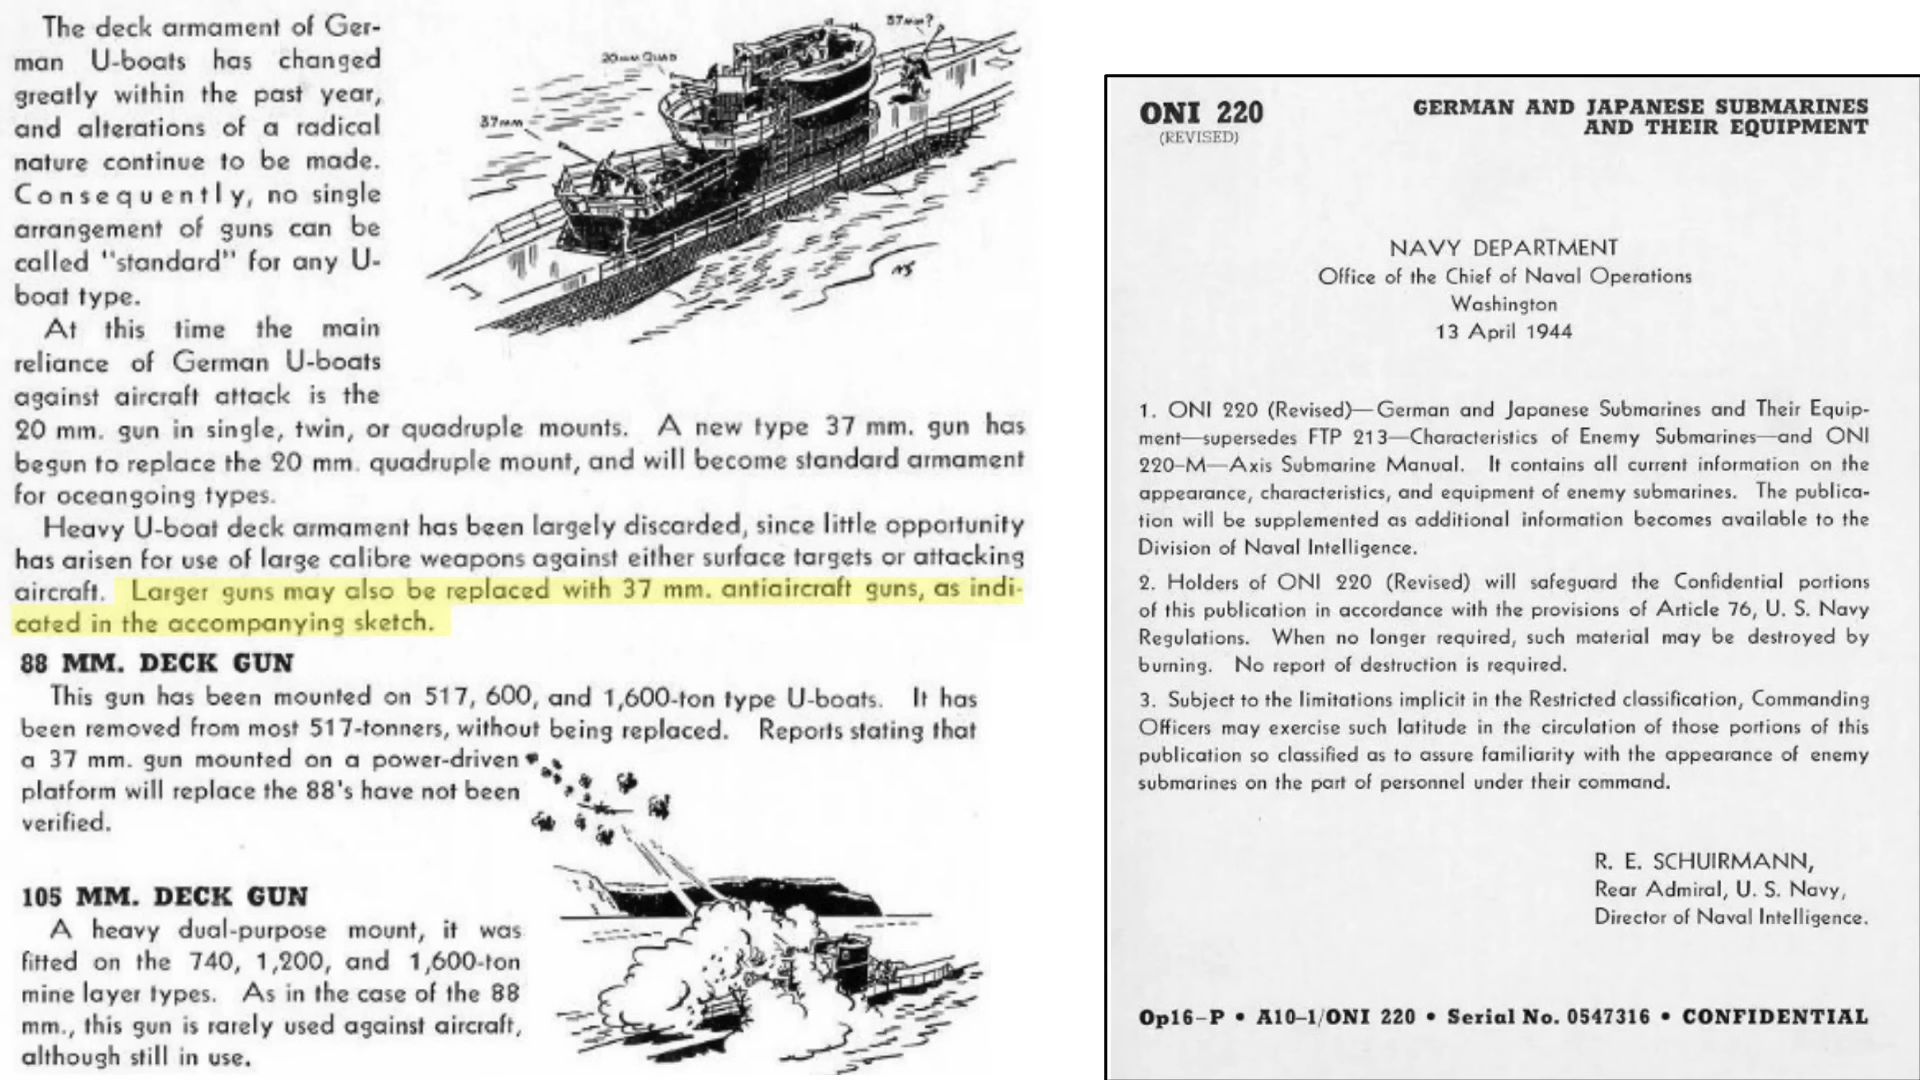 The deck armament of Ger-
man U-boats has changed
greatly within the past year,
and alterations of a radical
nature continue to be made.
Consequently, no single
arrangement of guns can be
called "standard" for any U-
boat type.
At this time the main
reliance of German U-boats
against aircraft attack is the
20 mm. gun in single, twin, or quadruple mounts. A new type 37 mm. gun has
begun to replace the 20 mm. quadruple mount, and will become standard armament
for oceangoing types.
Heavy U-boat deck armament has been largely discarded, since little opportunity
has arisen for use of large calibre weapons against either surface targets or attacking
aircraft. Larger guns may also be replaced with 37 mm. antiaircraft guns, as indi-
cated in the accompanying sketch.
37mm?
20mm QUAD
37mm
NS
88 MM. DECK GUN
This gun has been mounted on 517, 600, and 1,600-ton type U-boats. It has
been removed from most 517-tonners, without being replaced. Reports stating that
a 37 mm. gun mounted on a power-driven
platform will replace the 88's have not been
verified.
105 MM. DECK GUN
A heavy dual-purpose mount, it was
fitted on the 740, 1,200, and 1,600-ton
mine layer types. As in the case of the 88
mm., this gun is rarely used against aircraft,
although still in use.
ONI 220
(REVISED)
GERMAN AND JAPANESE SUBMARINES
AND THEIR EQUIPMENT
NAVY DEPARTMENT
Office of the Chief of Naval Operations
Washington
13 April 1944
1. ONI 220 (Revised)—German and Japanese Submarines and Their Equip-
ment—supersedes FTP 213—Characteristics of Enemy Submarines—and ONI
220-M—Axis Submarine Manual. It contains all current information on the
appearance, characteristics, and equipment of enemy submarines. The publica-
tion will be supplemented as additional information becomes available to the
Division of Naval Intelligence.
2. Holders of ONI 220 (Revised) will safeguard the Confidential portions
of this publication in accordance with the provisions of Article 76, U. S. Navy
Regulations. When no longer required, such material may be destroyed by
burning. No report of destruction is required.
3. Subject to the limitations implicit in the Restricted classification, Commanding
Officers may exercise such latitude in the circulation of those portions of this
publication so classified as to assure familiarity with the appearance of enemy
submarines on the part of personnel under their command.
R. E. SCHUIRMANN,
Rear Admiral, U. S. Navy,
Director of Naval Intelligence.
Op16-P • A10-1/ONI 220 • Serial No. 0547316 • CONFIDENTIAL